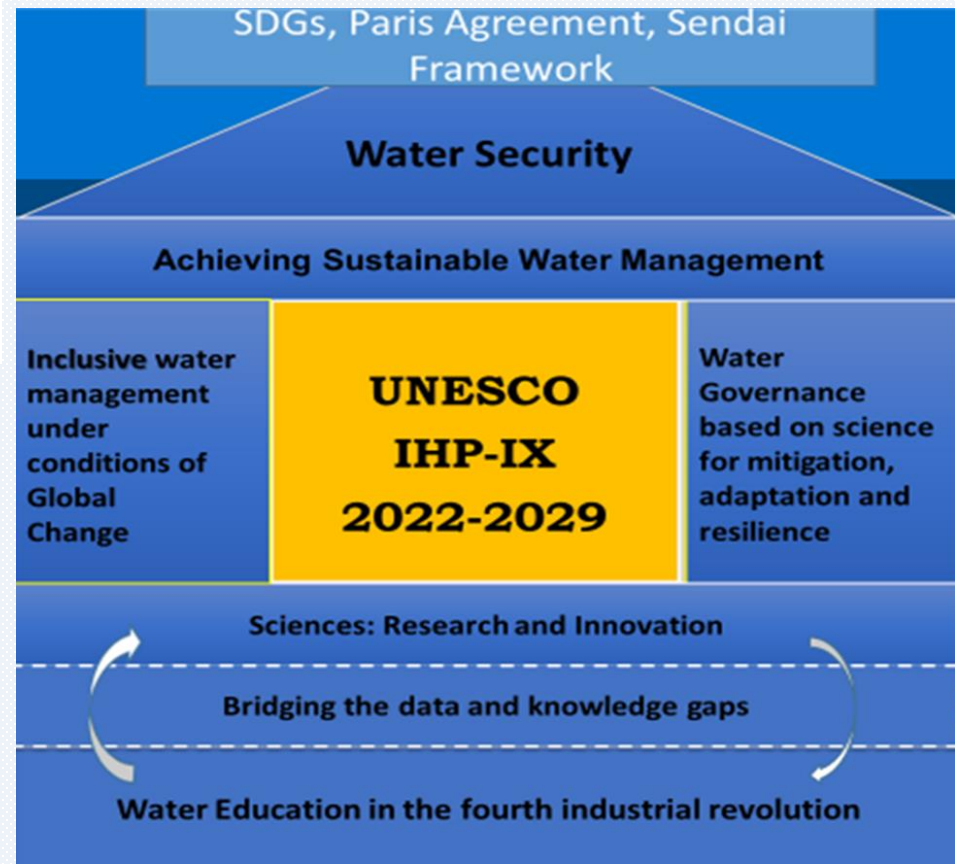 SDGs, Paris Agreement, Sendai
Framework
Water Security
Achieving Sustainable Water Management
Inclusive water
management
under
conditions of
Global
Change
UNESCO
IHP-IX
2022-2029
Water
Governance
based on science
for mitigation,
adaptation and
resilience
Sciences: Research and Innovation
Bridging the data and knowledge gaps
Water Education in the fourth industrial revolution